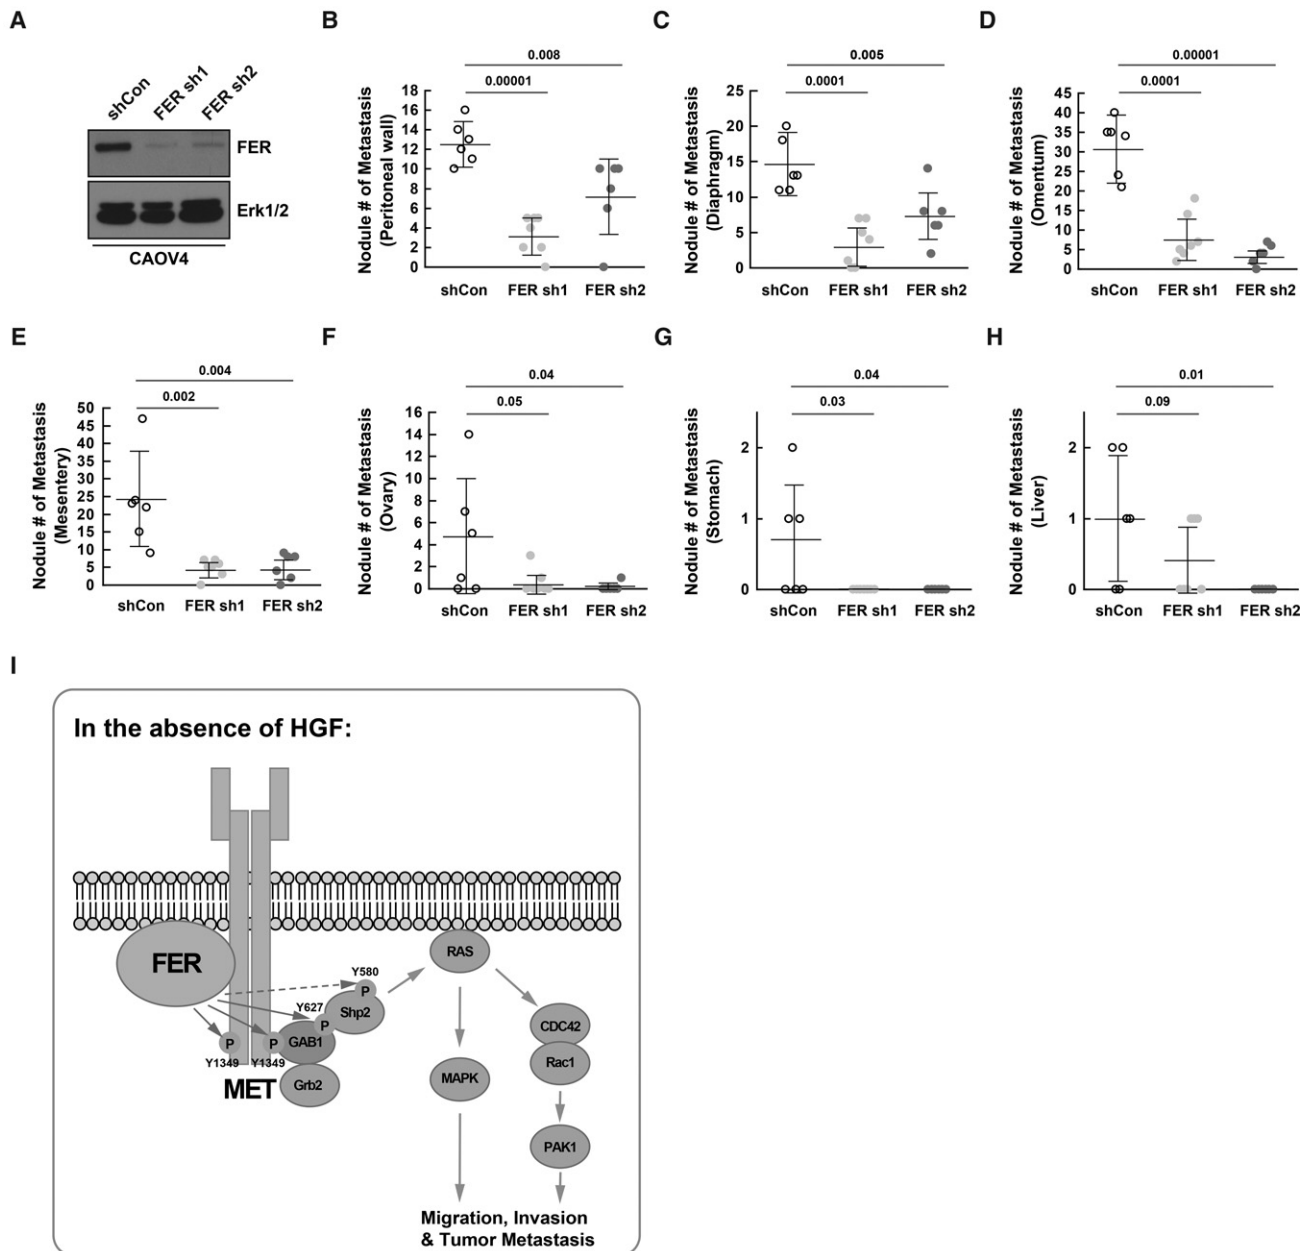 A
shCon
FER sh1
FER sh2
FER
Erk1/2
CAOV4
B
0.008
0.00001
Nodule # of Metastasis
(Peritoneal wall)
18
16
14
12
10
8
6
4
2
0
shCon FER sh1 FER sh2
C
0.005
0.0001
Nodule # of Metastasis
(Diaphragm)
25
20
15
10
5
0
shCon FER sh1 FER sh2
D
0.00001
0.0001
Nodule # of Metastasis
(Omentum)
45
40
35
30
25
20
15
10
5
0
shCon FER sh1 FER sh2
E
0.004
0.002
Nodule # of Metastasis
(Mesentery)
50
45
40
35
30
25
20
15
10
5
0
shCon FER sh1 FER sh2
F
0.04
0.05
Nodule # of Metastasis
(Ovary)
16
14
12
10
8
6
4
2
0
shCon FER sh1 FER sh2
G
0.04
0.03
Nodule # of Metastasis
(Stomach)
2
1
0
shCon FER sh1 FER sh2
H
0.01
0.09
Nodule # of Metastasis
(Liver)
2
1
0
shCon FER sh1 FER sh2
I
In the absence of HGF:
FER
RAS
Y580
P
Shp2
Y627
P
CDC42
P
P
GAB1
Y1349
Y1349
Rac1
MET
Grb2
MAPK
PAK1
Migration, Invasion
& Tumor Metastasis